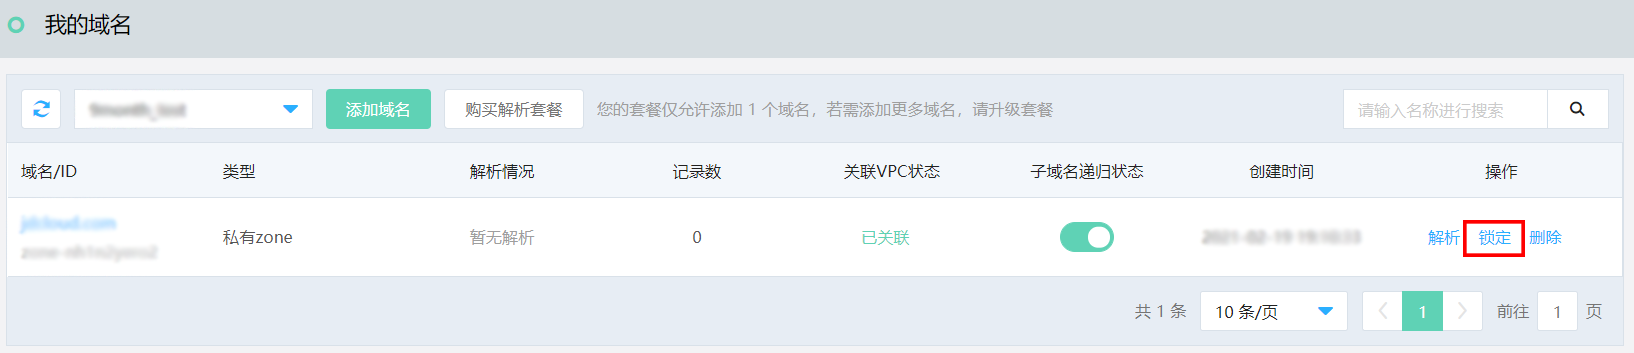 我的域名
添加域名 购买解析套餐 您的套餐仅允许添加 1 个域名，若需添加更多域名，请升级套餐 请输入名称进行搜索
域名/ID 类型 解析情况 记录数 关联VPC状态 子域名递归状态 创建时间 操作
私有zone 暂无解析 0 已关联 解析 锁定 删除
共 1 条 10 条/页 1 前往 1 页